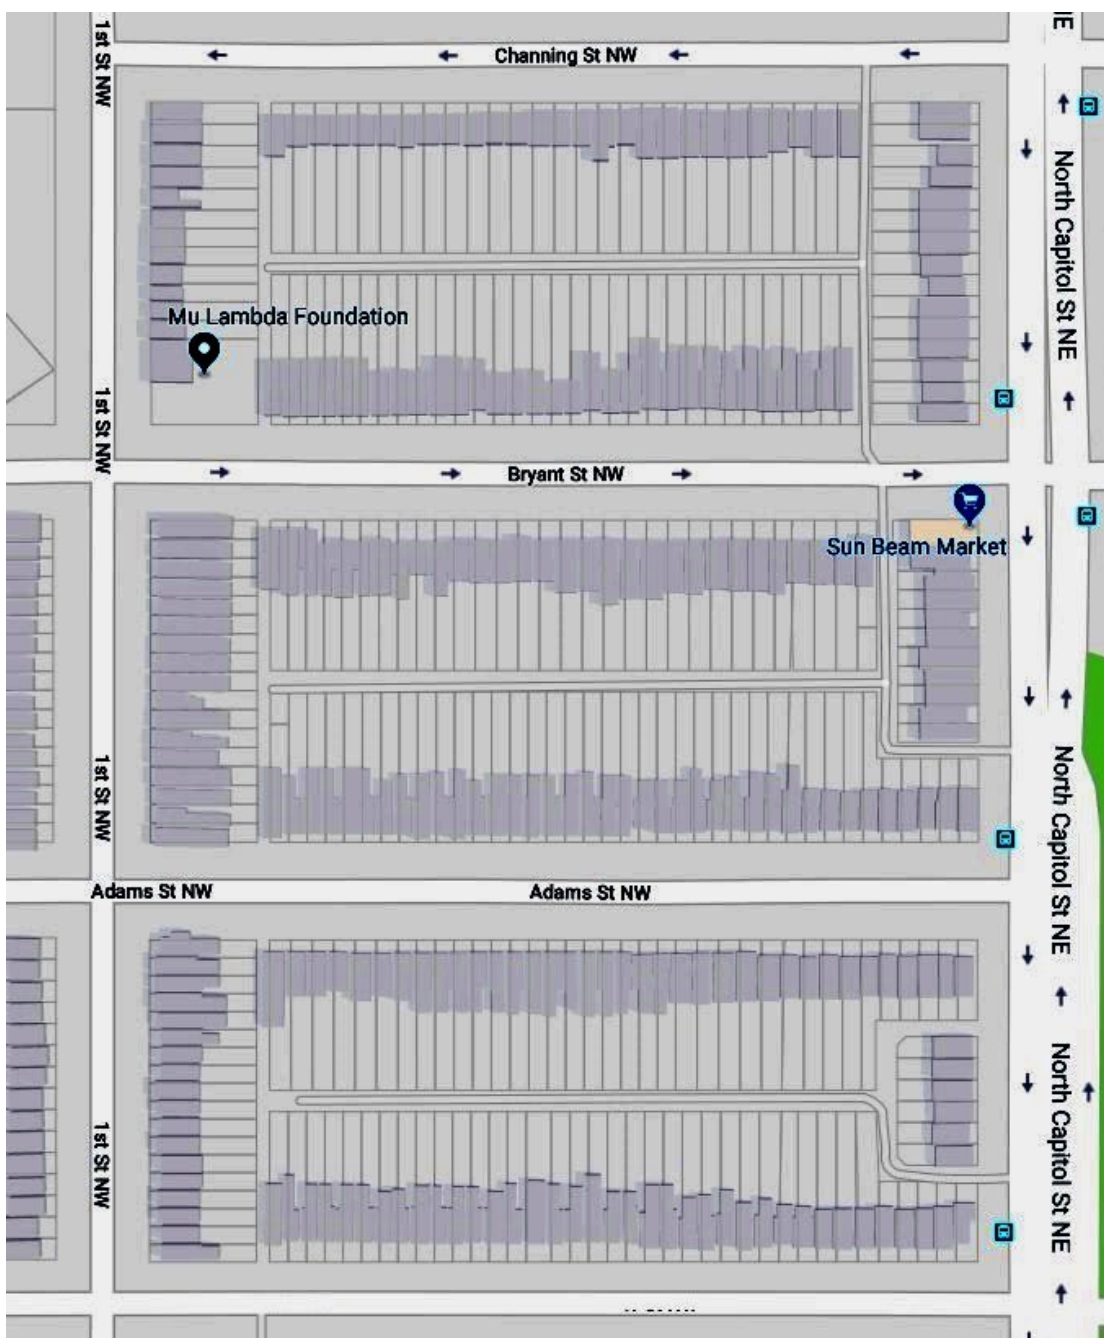 1st St NW
Channing St NW
North Capitol St NE
Mu Lambda Foundation
1st St NW
Bryant St NW
Sun Beam Market
1st St NW
North Capitol St NE
Adams St NW
Adams St NW
North Capitol St NE
1st St NW